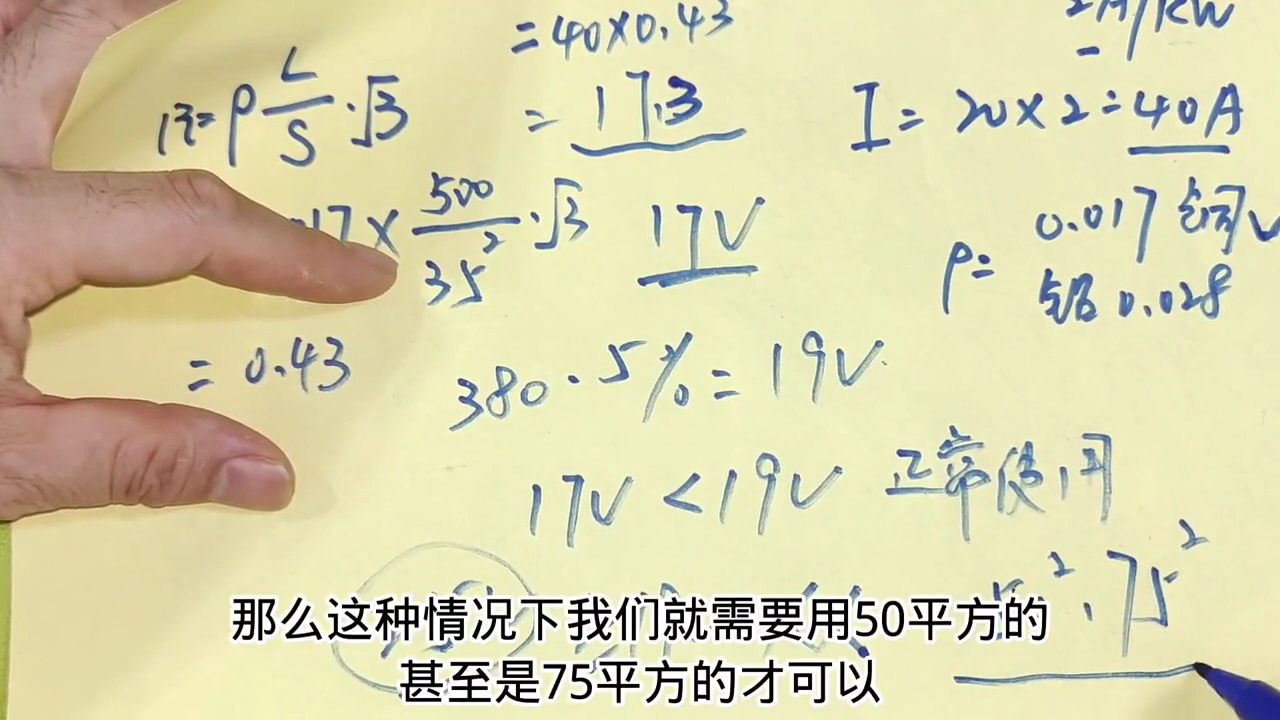 =40×0.43
2A/KW
R=ρL/S·√3
=17.3
I=20×2=40A
017×500/35²·√3
17V
ρ=
0.017 铜
铝 0.028
=0.43
380·5%=19V
17V<19V 正常使用
75²
那么这种情况下我们就需要用50平方的
甚至是75平方的才可以